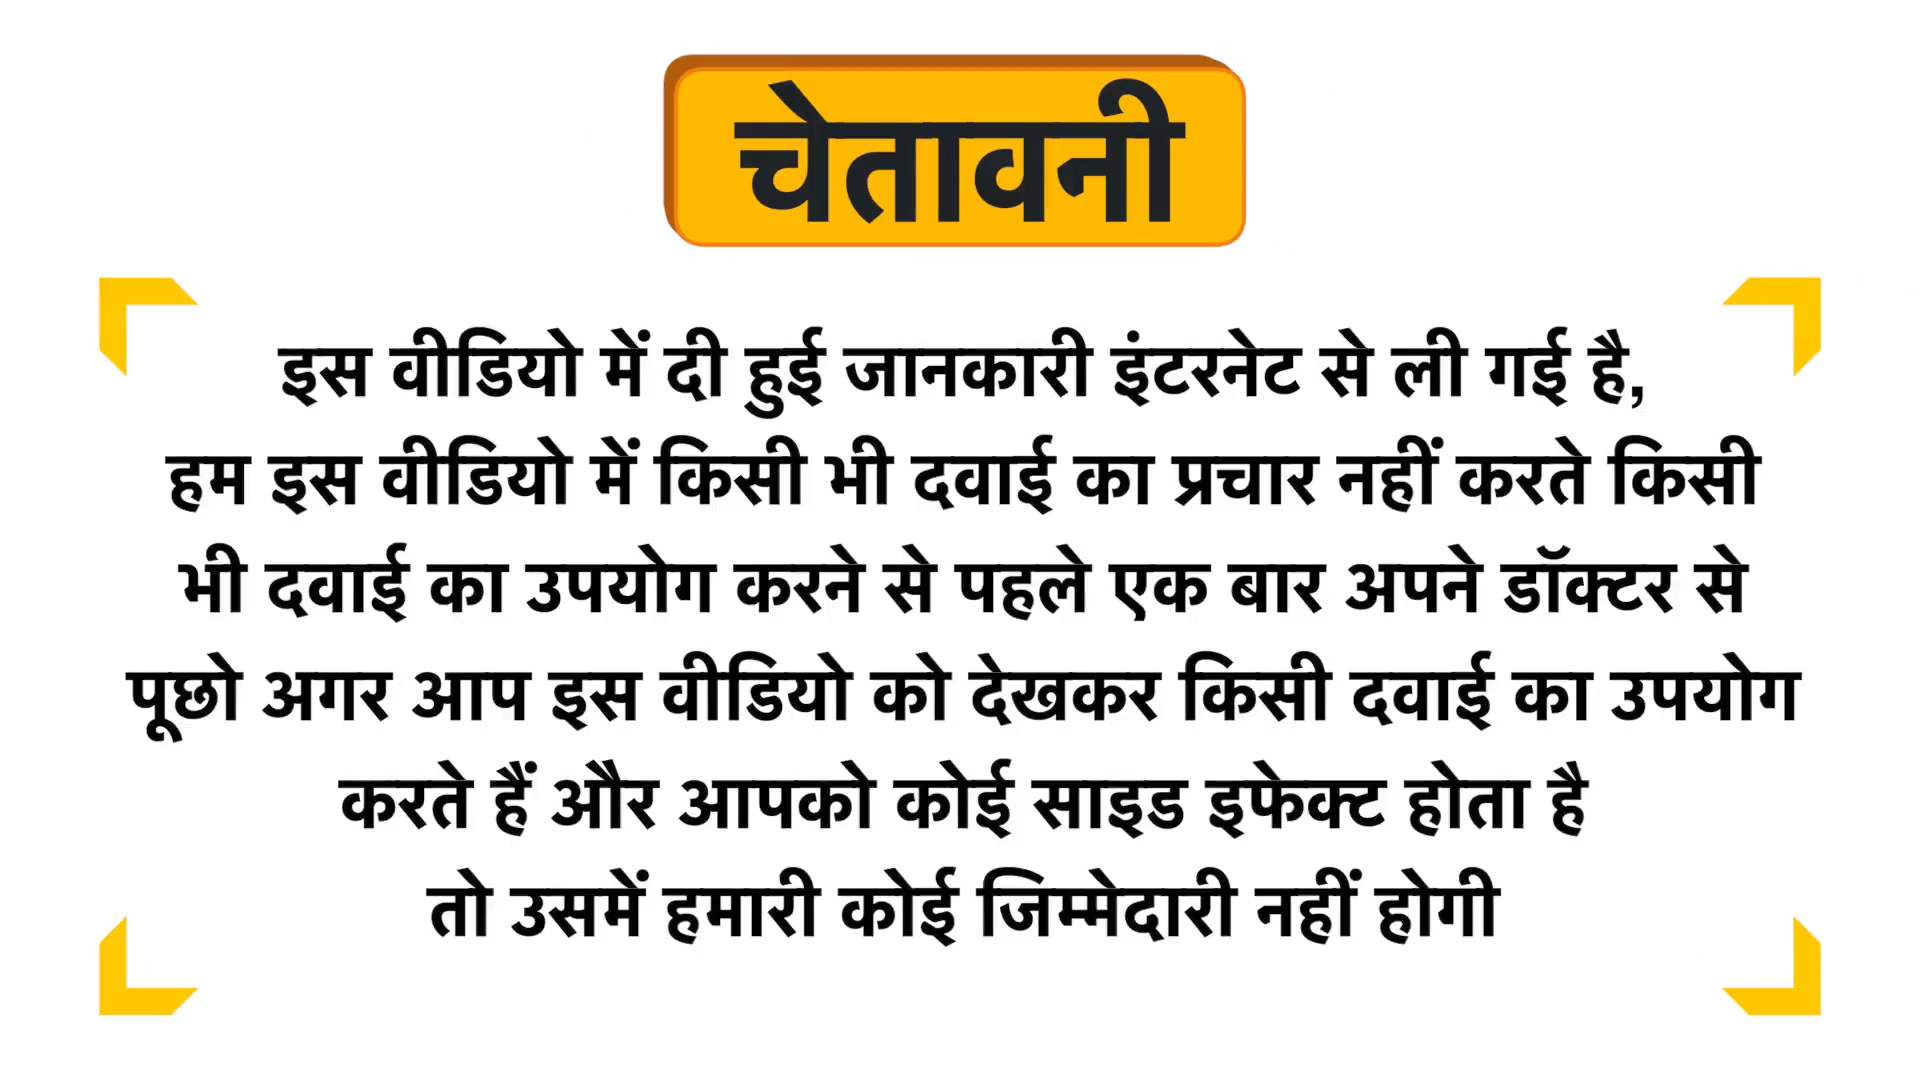 चेतावनी
इस वीडियो में दी हुई जानकारी इंटरनेट से ली गई है,
हम इस वीडियो में किसी भी दवाई का प्रचार नहीं करते किसी
भी दवाई का उपयोग करने से पहले एक बार अपने डॉक्टर से
पूछो अगर आप इस वीडियो को देखकर किसी दवाई का उपयोग
करते हैं और आपको कोई साइड इफेक्ट होता है
तो उसमें हमारी कोई जिम्मेदारी नहीं होगी